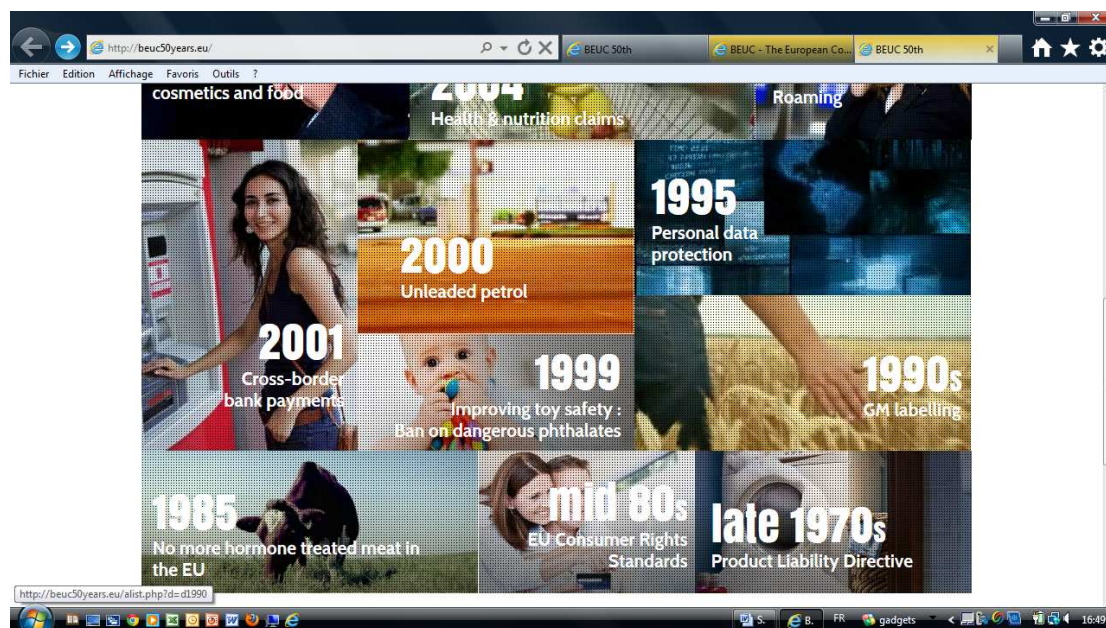 http://beuc50years.eu/
BEUC 50th
BEUC - The European Co...
BEUC 50th
Fichier Edition Affichage Favoris Outils ?
cosmetics and food
2004
Health & nutrition claims
Roaming
1995
Personal data
protection
2000
Unleaded petrol
2001
Cross-border
bank payments
1999
Improving toy safety :
Ban on dangerous phthalates
1990s
GM labelling
1985
No more hormone treated meat in
the EU
mid 80s
EU Consumer Rights
Standards
late 1970s
Product Liability Directive
http://beuc50years.eu/alist.php?d=d1990
S.
B.
FR
gadgets
16:49